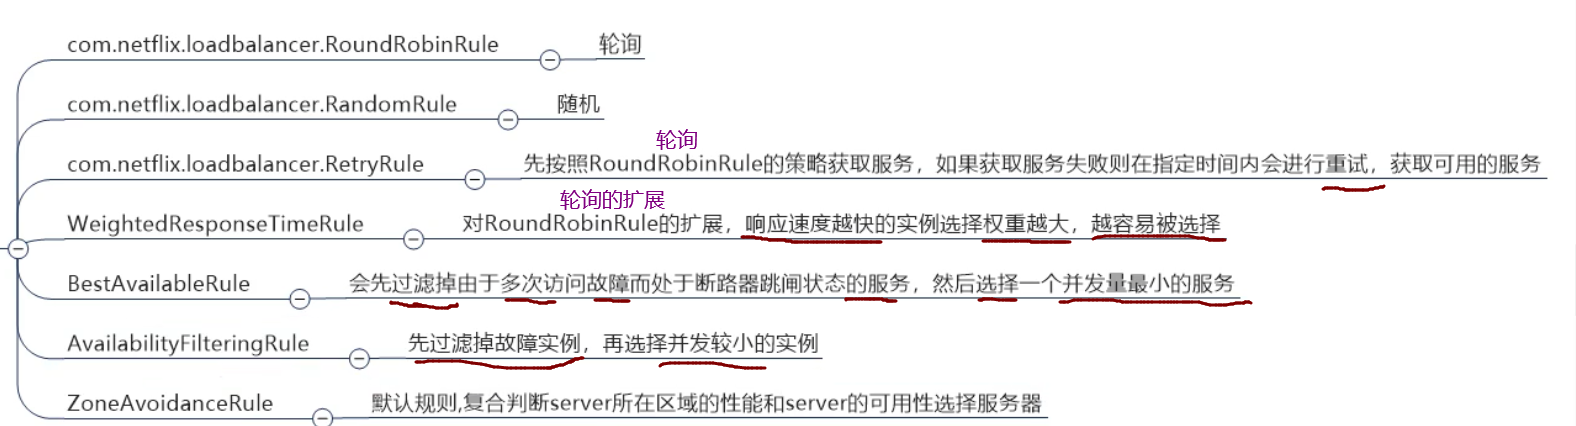 com.netflix.loadbalancer.RoundRobinRule 轮询
com.netflix.loadbalancer.RandomRule 随机
轮询
com.netflix.loadbalancer.RetryRule 先按照RoundRobinRule的策略获取服务，如果获取服务失败则在指定时间内会进行重试，获取可用的服务
轮询的扩展
WeightedResponseTimeRule 对RoundRobinRule的扩展，响应速度越快的实例选择权重越大，越容易被选择
BestAvailableRule 会先过滤掉由于多次访问故障而处于断路器跳闸状态的服务，然后选择一个并发量最小的服务
AvailabilityFilteringRule 先过滤掉故障实例，再选择并发较小的实例
ZoneAvoidanceRule 默认规则,复合判断server所在区域的性能和server的可用性选择服务器